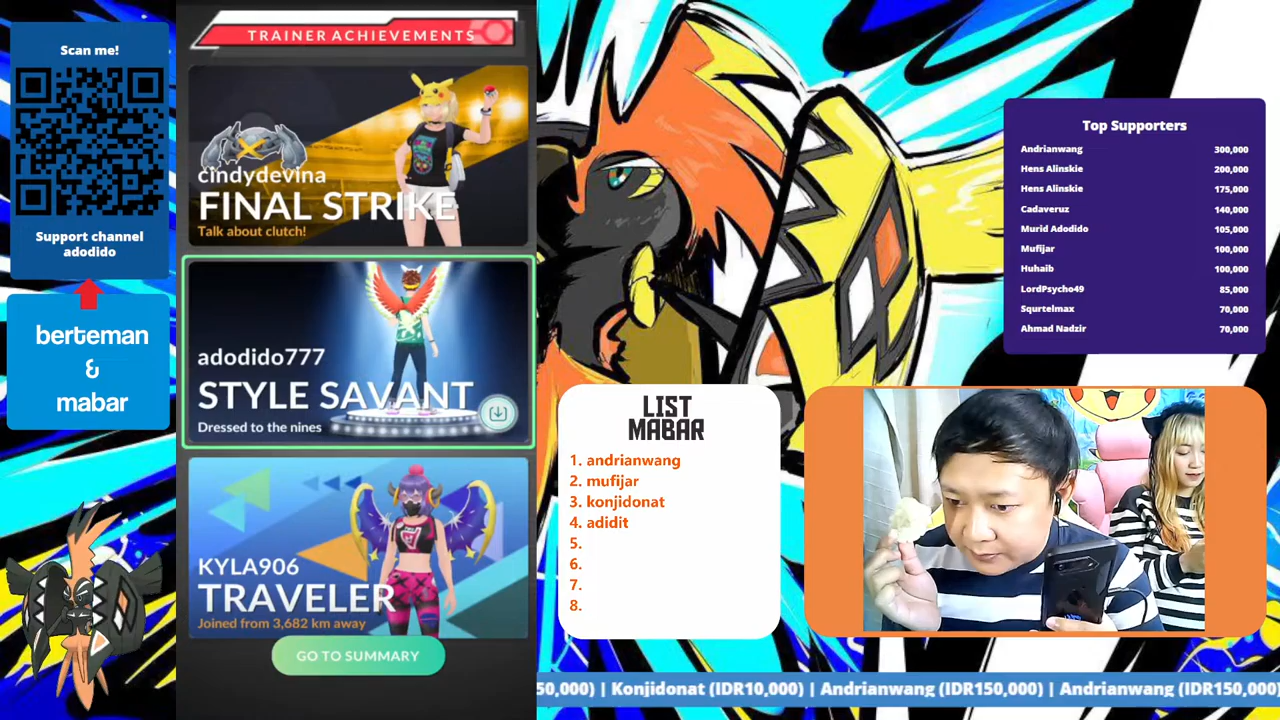 Scan me!
Support channel
adodido
berteman
&
mabar
TRAINER ACHIEVEMENTS
cindydevina
FINAL STRIKE
Talk about clutch!
adodido777
STYLE SAVANT
Dressed to the nines
KYLA906
TRAVELER
Joined from 3,682 km away
GO TO SUMMARY
Top Supporters
Andrianwang 300,000
Hens Alinskie 200,000
Hens Alinskie 175,000
Cadaveruz 140,000
Murid Adodido 105,000
Mufijar 100,000
Huhaib 100,000
LordPsycho49 85,000
Squrtelmax 70,000
Ahmad Nadzir 70,000
LIST
MABAR
1. andrianwang
2. mufijar
3. konjidonat
4. adidit
5.
6.
7.
8.
50,000) | Konjidonat (IDR10,000) | Andrianwang (IDR150,000) | Andrianwang (IDR150,000)